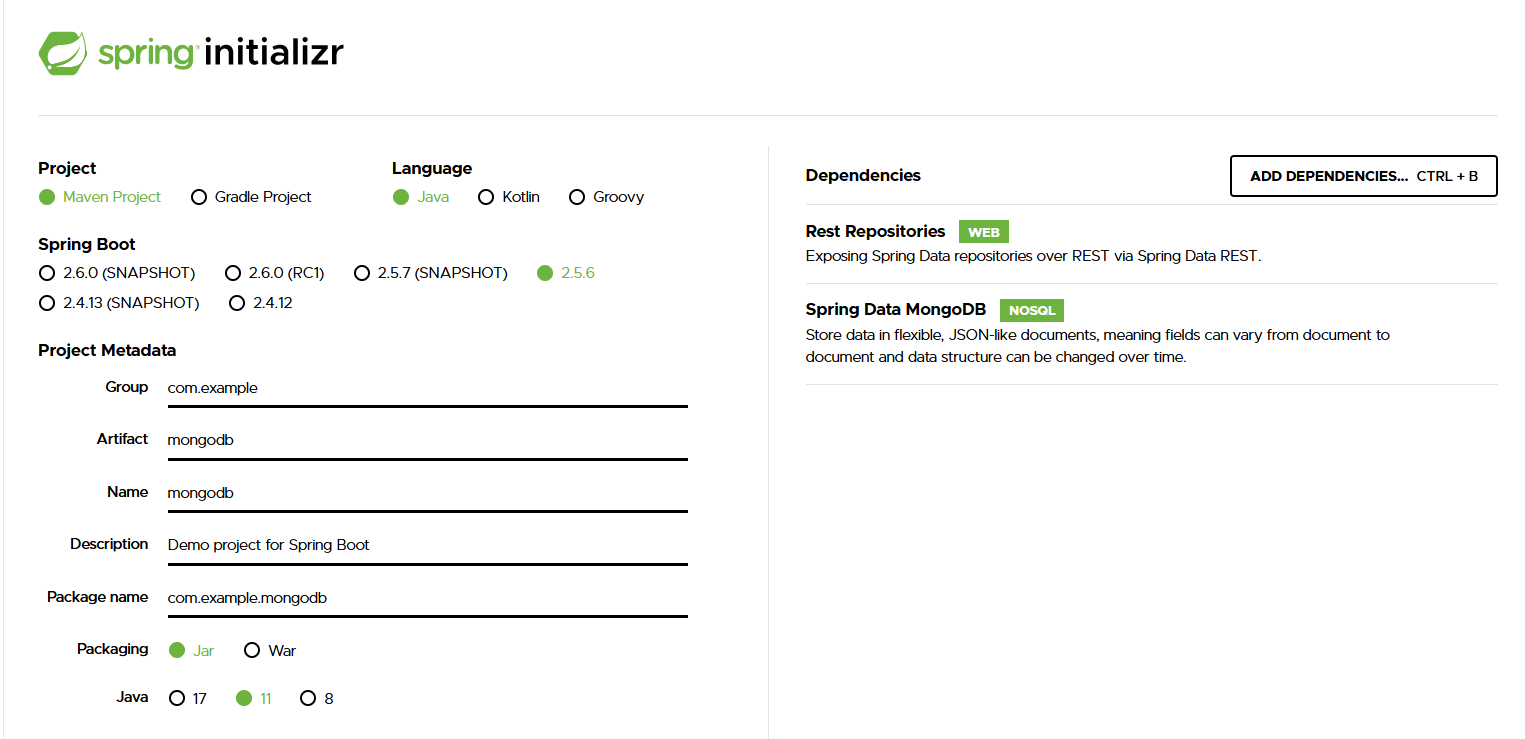 spring initializr
Project
Maven Project Gradle Project
Language
Java Kotlin Groovy
Spring Boot
2.6.0 (SNAPSHOT) 2.6.0 (RC1) 2.5.7 (SNAPSHOT) 2.5.6
2.4.13 (SNAPSHOT) 2.4.12
Project Metadata
Group com.example
Artifact mongodb
Name mongodb
Description Demo project for Spring Boot
Package name com.example.mongodb
Packaging Jar War
Java 17 11 8
Dependencies ADD DEPENDENCIES... CTRL + B
Rest Repositories WEB
Exposing Spring Data repositories over REST via Spring Data REST.
Spring Data MongoDB NOSQL
Store data in flexible, JSON-like documents, meaning fields can vary from document to
document and data structure can be changed over time.